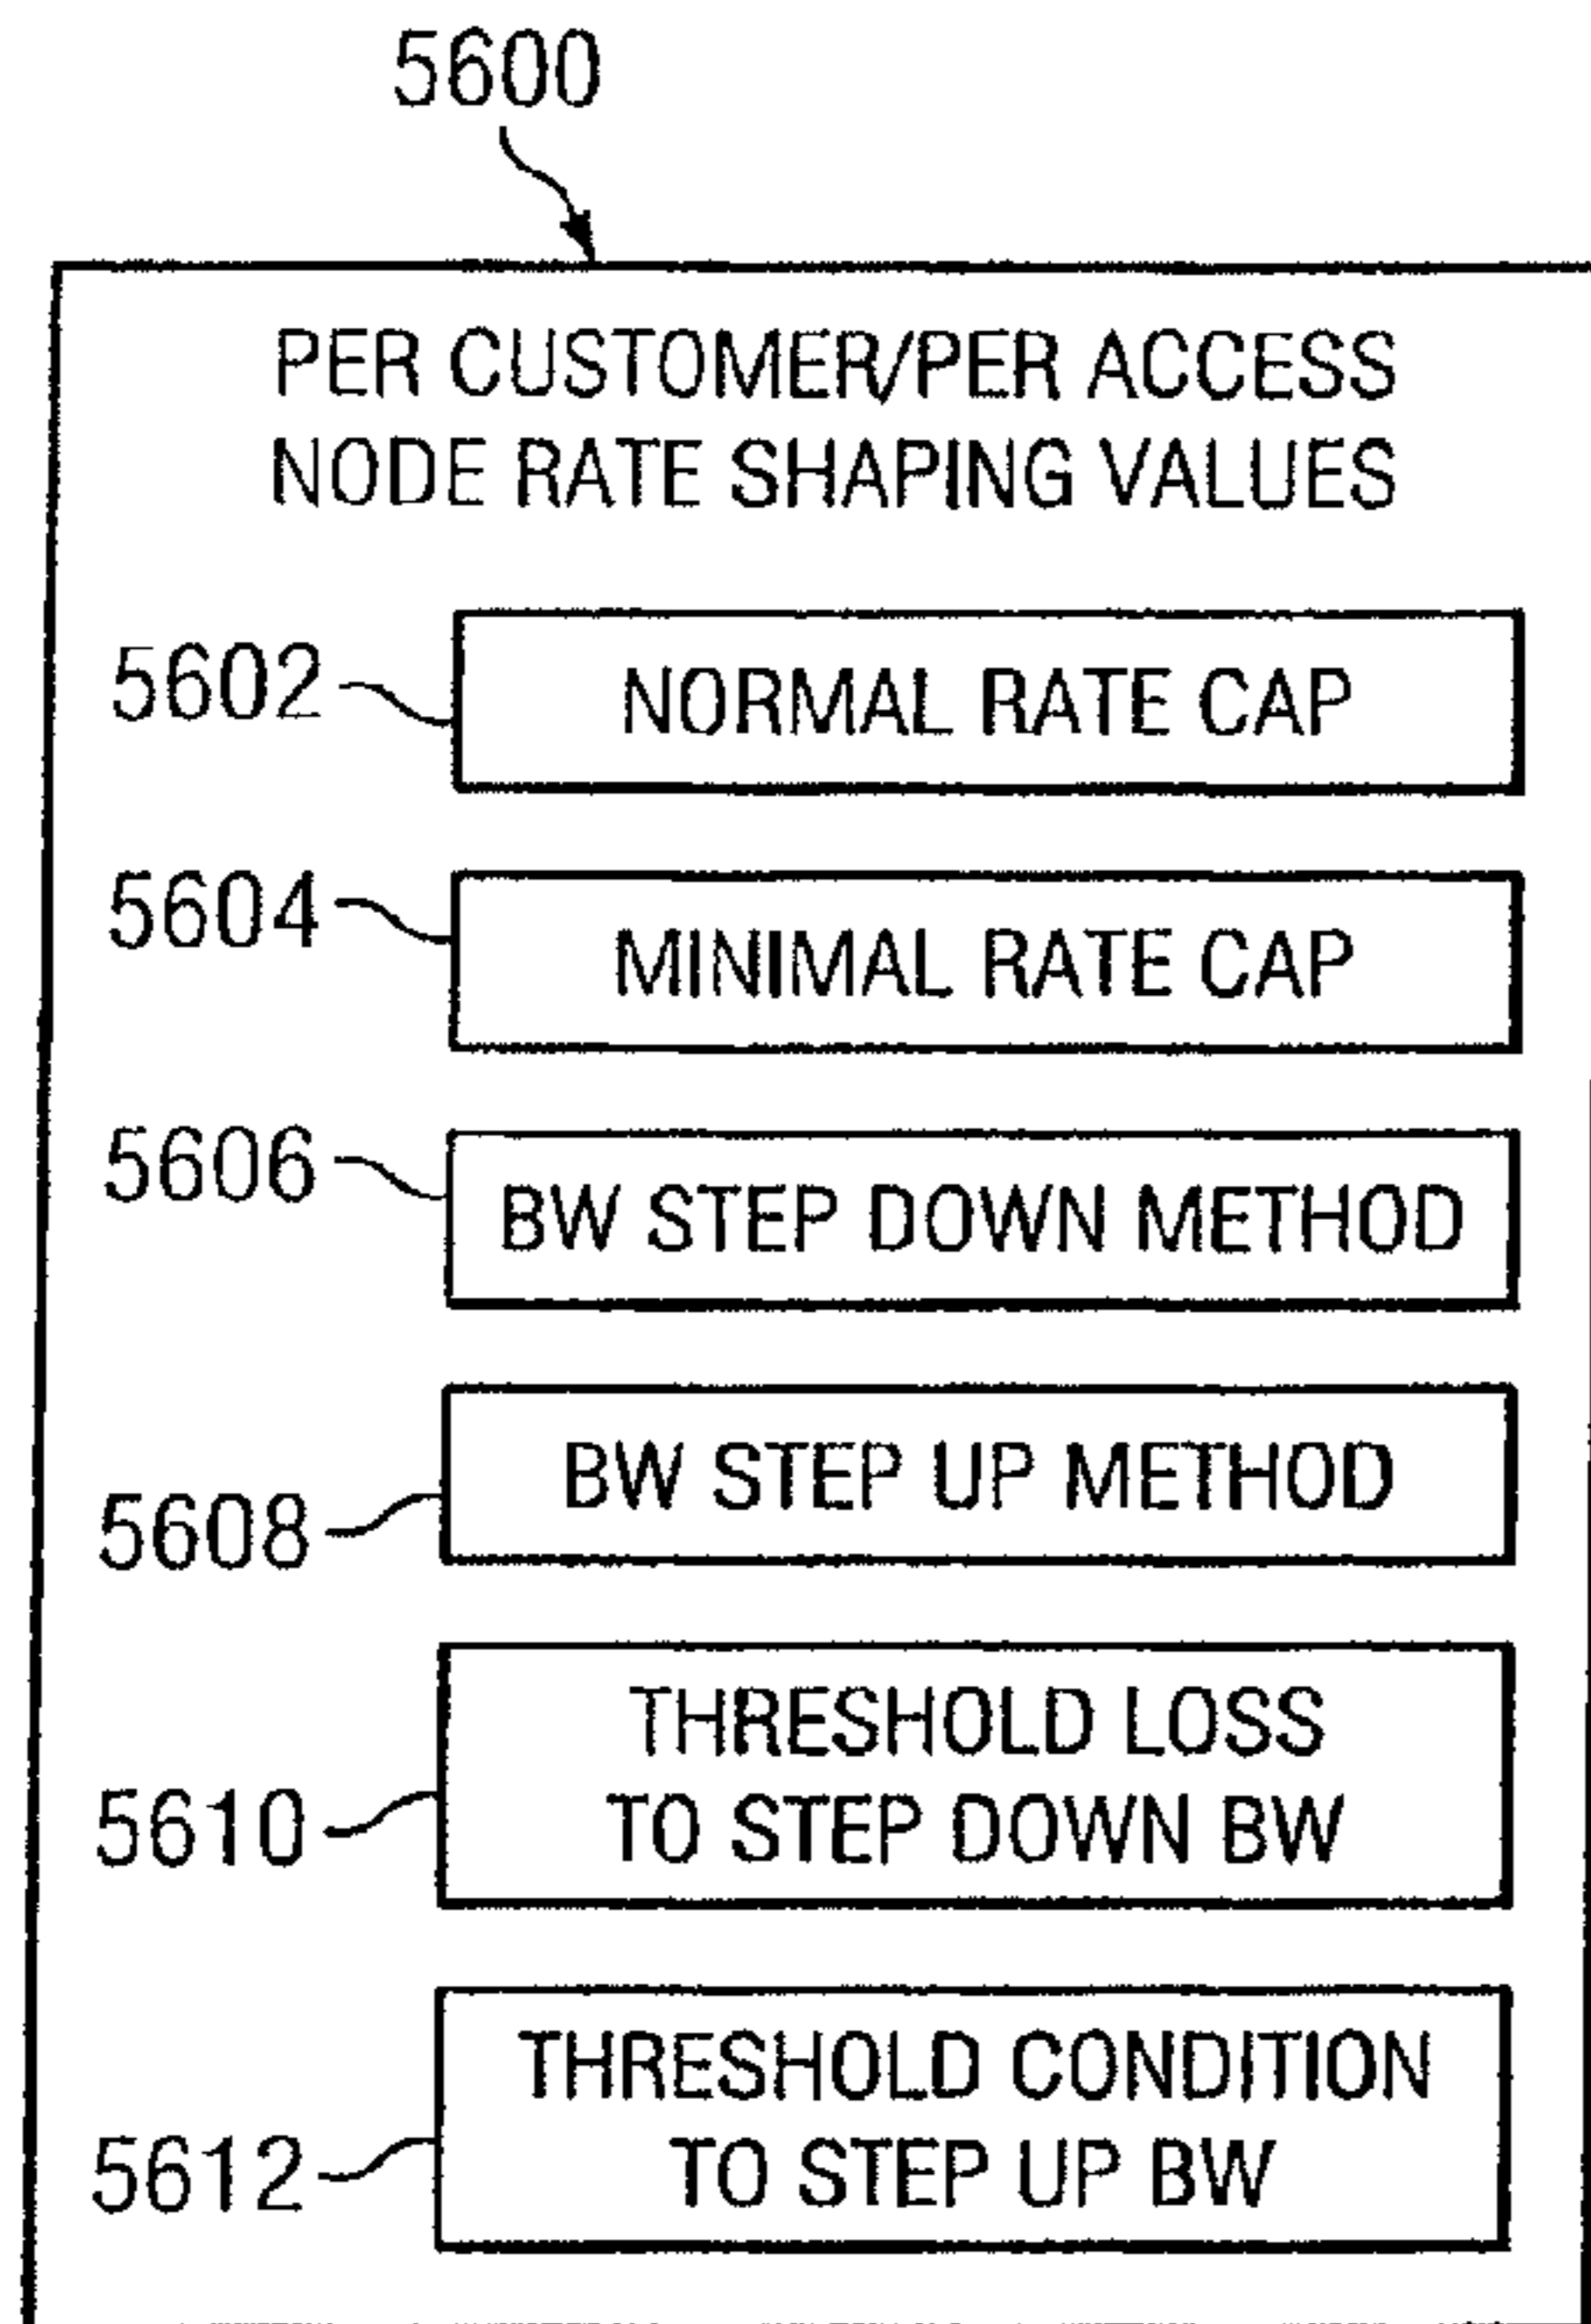 5600
PER CUSTOMER/PER ACCESS
NODE RATE SHAPING VALUES
5602
NORMAL RATE CAP
5604
MINIMAL RATE CAP
5606
BW STEP DOWN METHOD
BW STEP UP METHOD
5608
THRESHOLD LOSS
TO STEP DOWN BW
5610
THRESHOLD CONDITION
TO STEP UP BW
5612